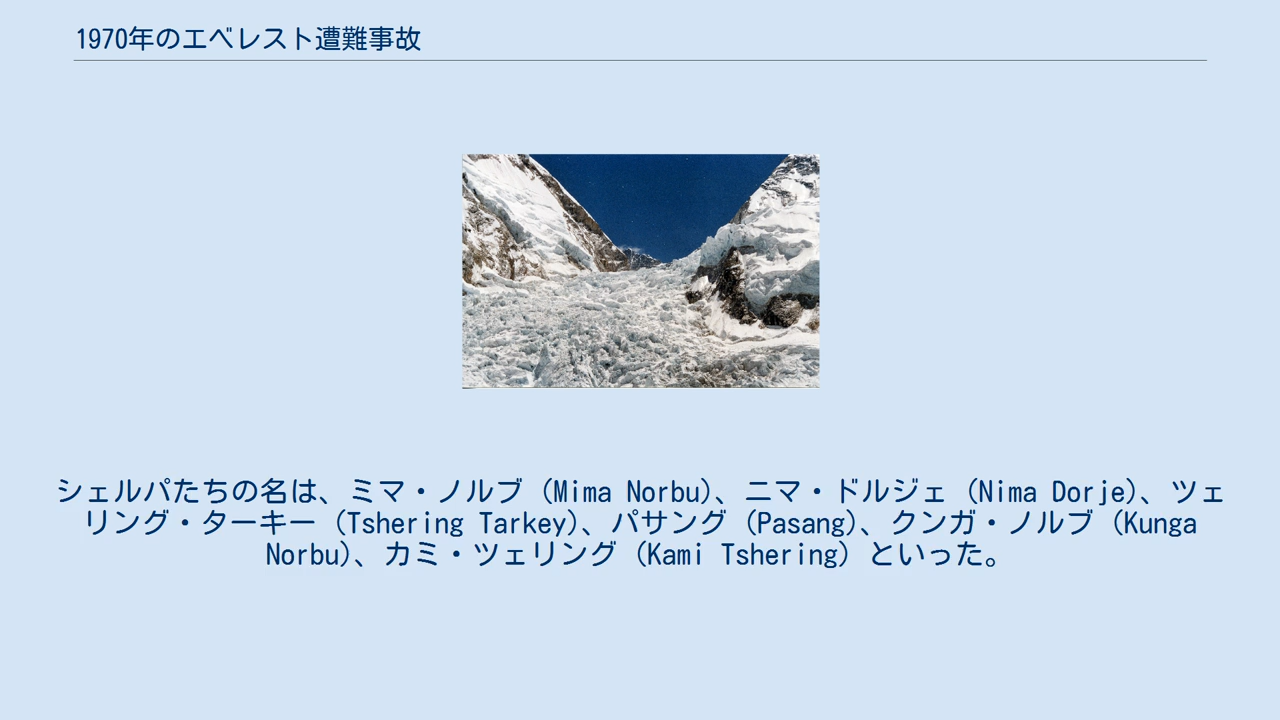 1970年のエベレスト遭難事故
シェルパたちの名は、ミマ・ノルブ（Mima Norbu）、ニマ・ドルジェ（Nima Dorje）、ツェ
リング・ターキー（Tshering Tarkey）、パサング（Pasang）、クンガ・ノルブ（Kunga
Norbu）、カミ・ツェリング（Kami Tshering）といった。